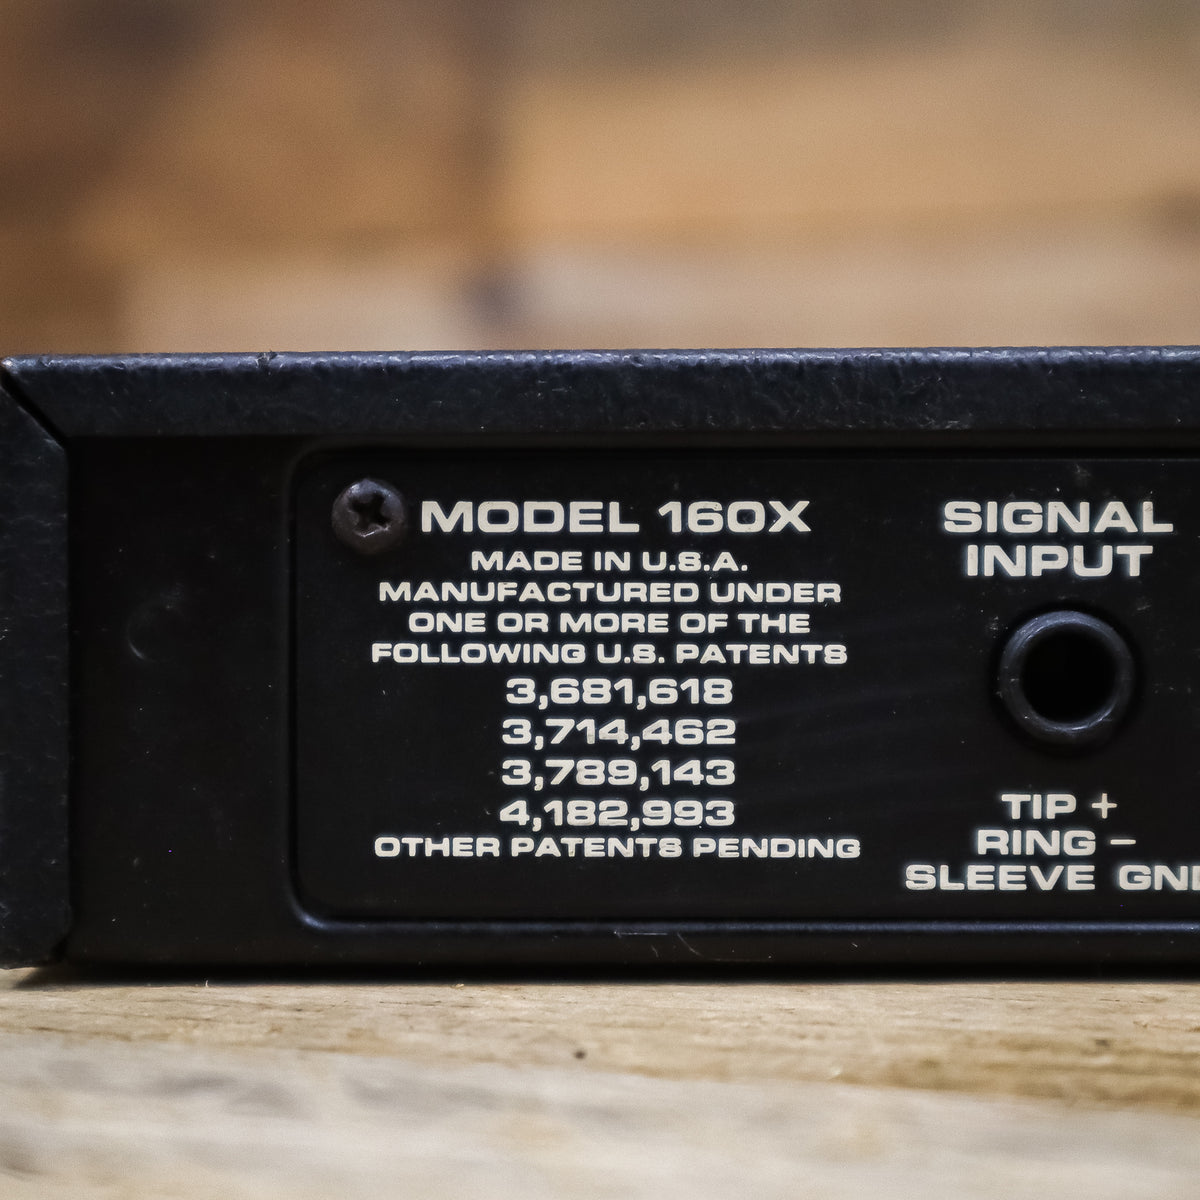 MODEL 160X
MADE IN U.S.A.
MANUFACTURED UNDER
ONE OR MORE OF THE
FOLLOWING U.S. PATENTS
3,681,618
3,714,462
3,789,143
4,182,993
OTHER PATENTS PENDING
SIGNAL
INPUT
TIP +
RING –
SLEEVE GND